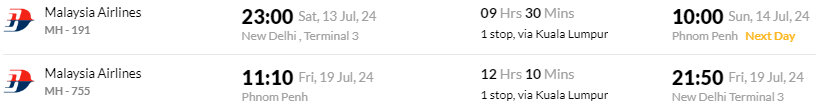 Malaysia Airlines
MH - 191
23:00 Sat, 13 Jul, 24
New Delhi , Terminal 3
09 Hrs 30 Mins
1 stop, via Kuala Lumpur
10:00 Sun, 14 Jul, 24
Phnom Penh Next Day
Malaysia Airlines
MH - 755
11:10 Fri, 19 Jul, 24
Phnom Penh
12 Hrs 10 Mins
1 stop, via Kuala Lumpur
21:50 Fri, 19 Jul, 24
New Delhi Terminal 3